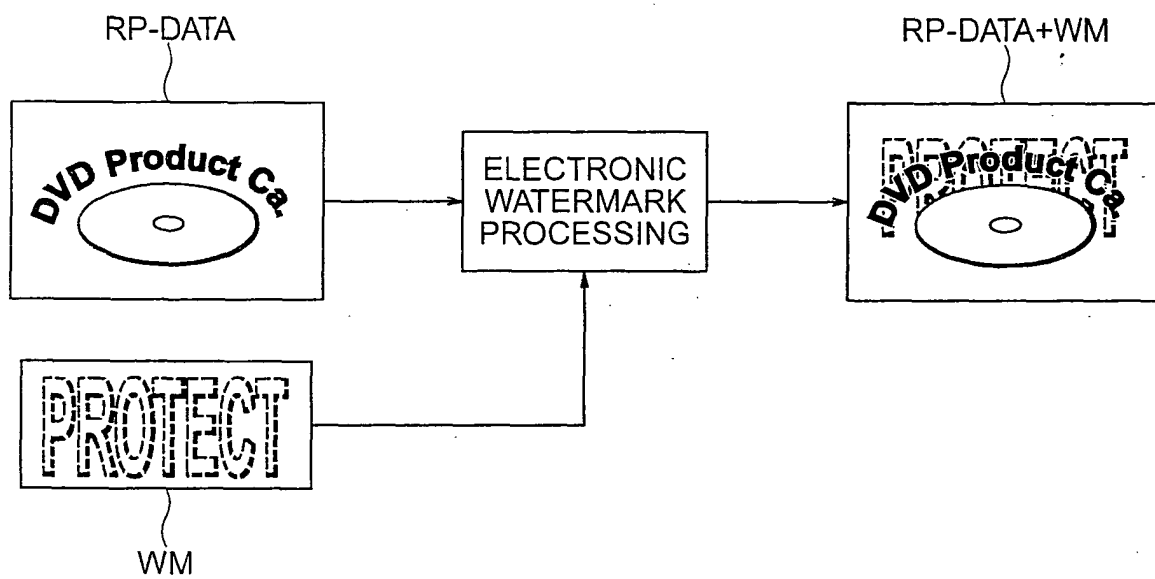 RP-DATA
RP-DATA+WM
DVD Product Ca.
ELECTRONIC
WATERMARK
PROCESSING
PROTECT
DVD Product Ca.
PROTECT
WM